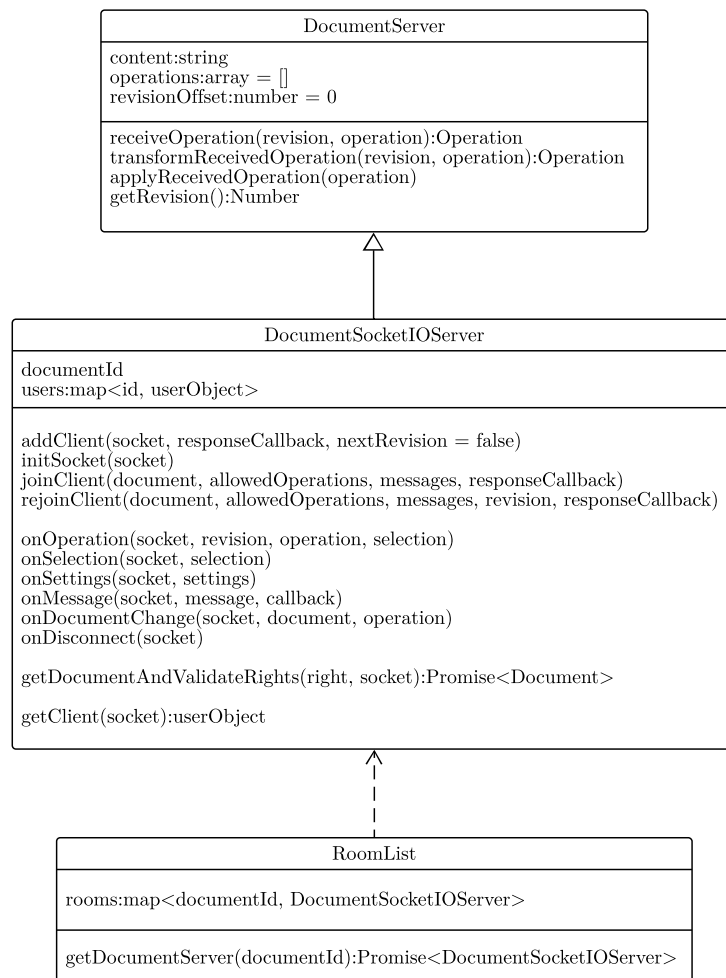 DocumentServer
content:string
operations:array = []
revisionOffset:number = 0
receiveOperation(revision, operation):Operation
transformReceivedOperation(revision, operation):Operation
applyReceivedOperation(operation)
getRevision():Number
DocumentSocketIOServer
documentId
users:map<id, userObject>
addClient(socket, responseCallback, nextRevision = false)
initSocket(socket)
joinClient(document, allowedOperations, messages, responseCallback)
rejoinClient(document, allowedOperations, messages, revision, responseCallback)
onOperation(socket, revision, operation, selection)
onSelection(socket, selection)
onSettings(socket, settings)
onMessage(socket, message, callback)
onDocumentChange(socket, document, operation)
onDisconnect(socket)
getDocumentAndValidateRights(right, socket):Promise<Document>
getClient(socket):userObject
RoomList
rooms:map<documentId, DocumentSocketIOServer>
getDocumentServer(documentId):Promise<DocumentSocketIOServer>